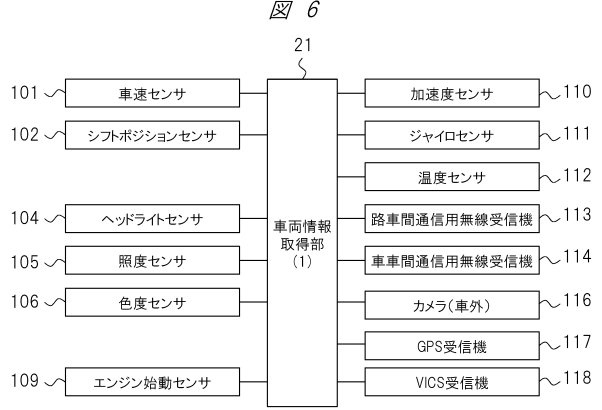 図 6
21
101 車速センサ
102 シフトポジションセンサ
104 ヘッドライトセンサ
105 照度センサ
106 色度センサ
109 エンジン始動センサ
車両情報
取得部
(1)
加速度センサ 110
ジャイロセンサ 111
温度センサ 112
路車間通信用無線受信機 113
車車間通信用無線受信機 114
カメラ(車外) 116
GPS受信機 117
VICS受信機 118